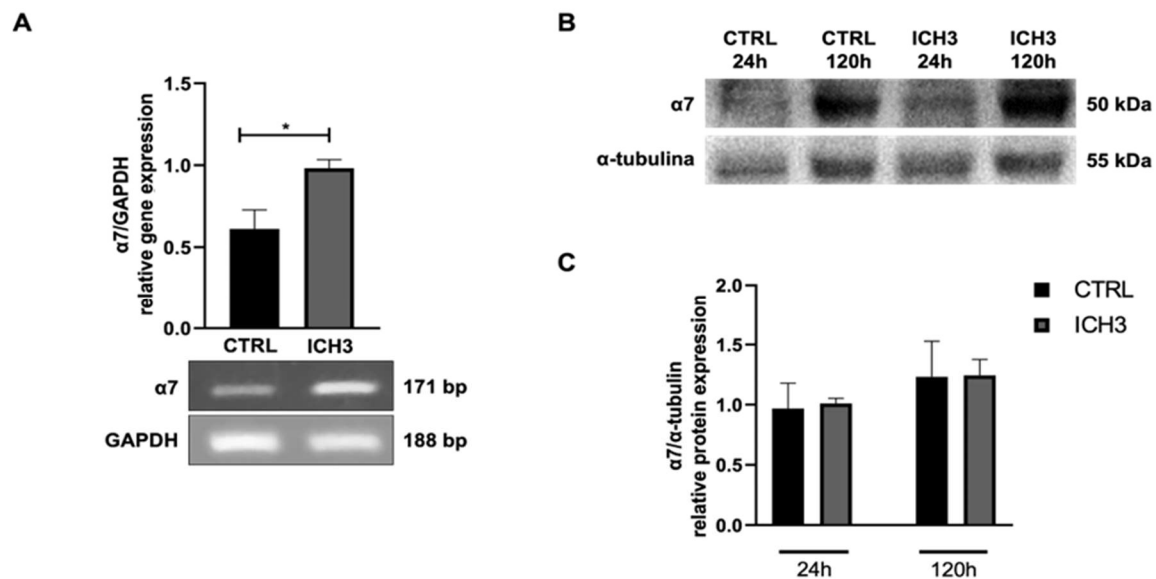 A
α7/GAPDH
relative gene expression
1.5
1.0
0.5
0.0
*
CTRL ICH3
α7 171 bp
GAPDH 188 bp
B
CTRL CTRL ICH3 ICH3
24h 120h 24h 120h
α7 50 kDa
α-tubulina 55 kDa
C
α7/α-tubulin
relative protein expression
2.0
1.5
1.0
0.5
0.0
CTRL
ICH3
24h 120h